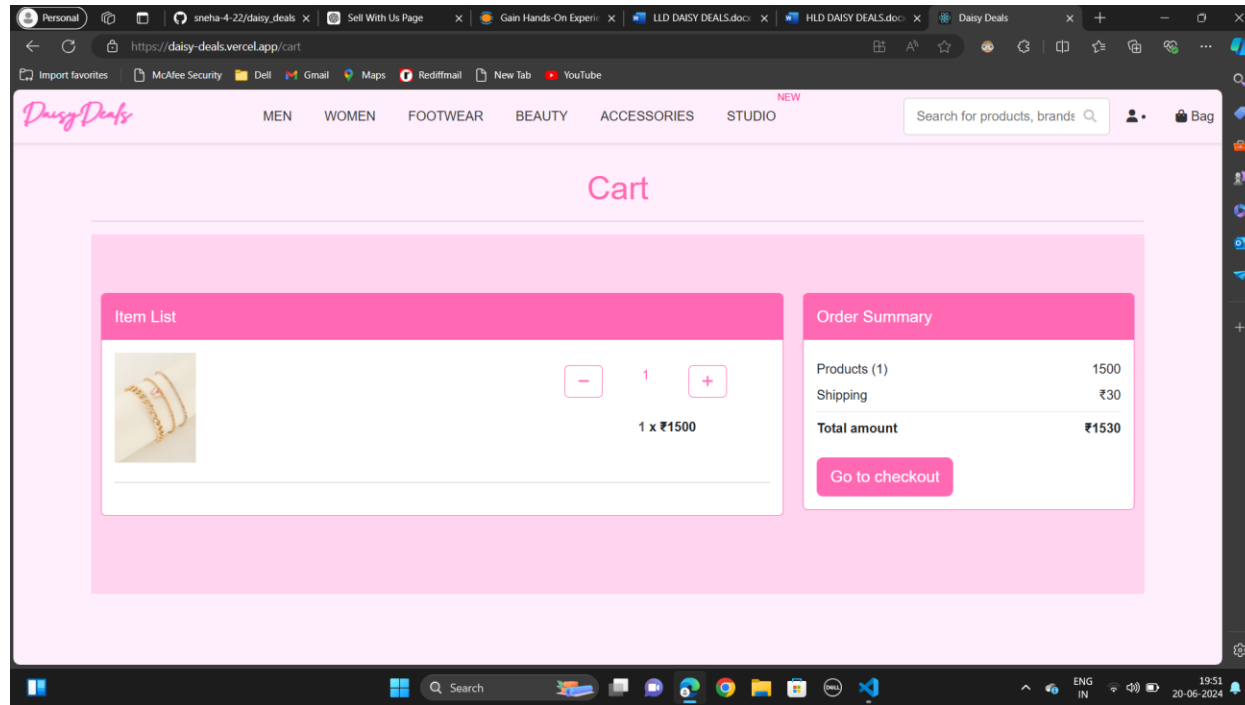 Personal
sneha-4-22/daisy_deals
Sell With Us Page
Gain Hands-On Experie
LLD DAISY DEALS.docx
HLD DAISY DEALS.doc
Daisy Deals
https://daisy-deals.vercel.app/cart
Import favorites
McAfee Security
Dell
Gmail
Maps
Rediffmail
New Tab
YouTube
DaisyDeals
MEN
WOMEN
FOOTWEAR
BEAUTY
ACCESSORIES
STUDIO
NEW
Search for products, brands
Bag
Cart
Item List
1
1 x ₹1500
Order Summary
Products (1) 1500
Shipping ₹30
Total amount ₹1530
Go to checkout
Search
ENG
IN
19:51
20-06-2024